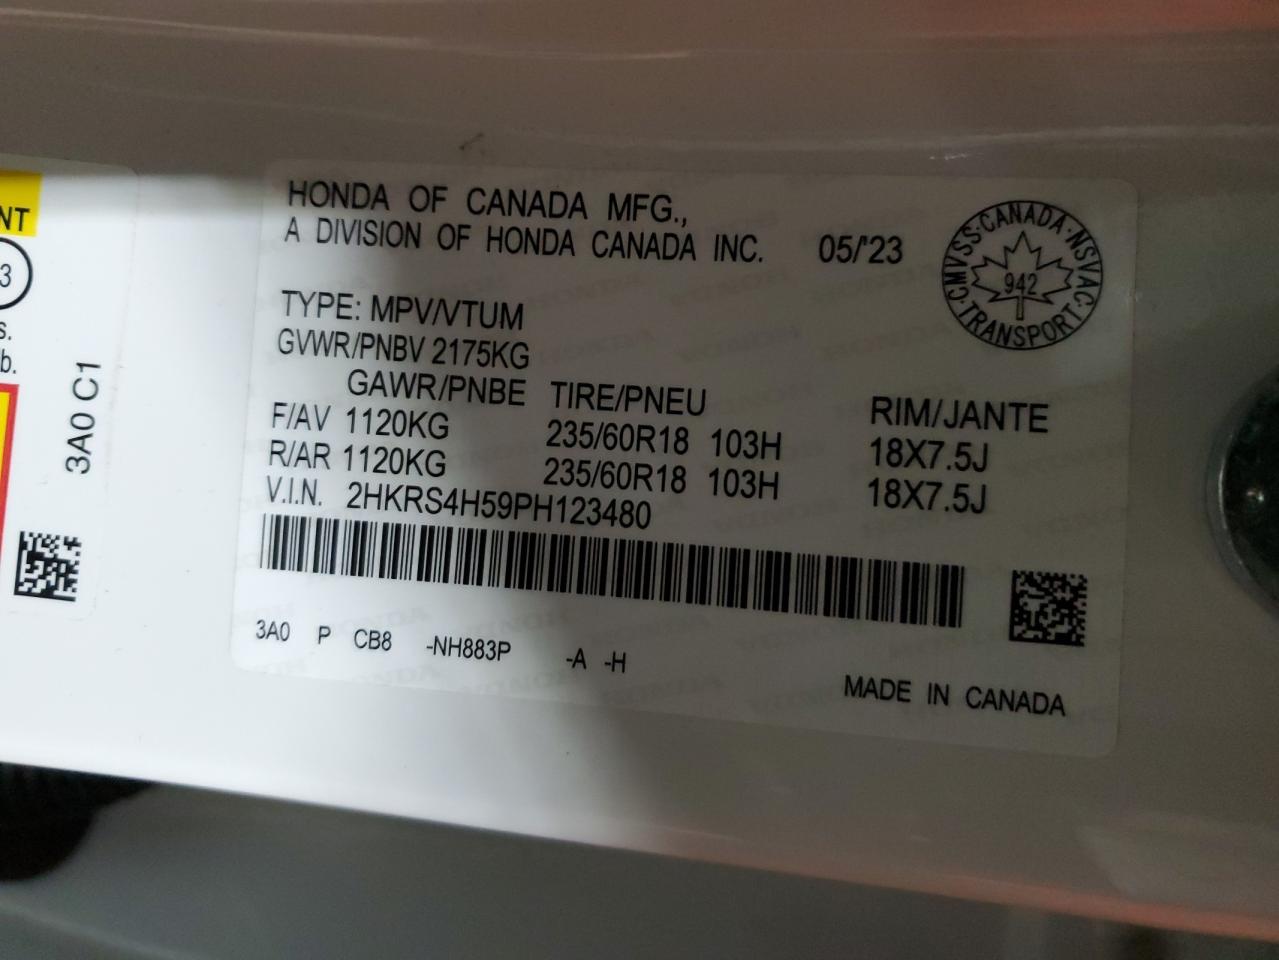 HONDA OF CANADA MFG.,
A DIVISION OF HONDA CANADA INC. 05/'23
CMVSS · CANADA · NSVAC · TRANSPORT
942
TYPE: MPV/VTUM
GVWR/PNBV 2175KG
GAWR/PNBE TIRE/PNEU RIM/JANTE
F/AV 1120KG 235/60R18 103H 18X7.5J
R/AR 1120KG 235/60R18 103H 18X7.5J
V.I.N. 2HKRS4H59PH123480
3A0 P CB8 -NH883P -A -H
MADE IN CANADA
NT
3
s.
b.
3A0 C1